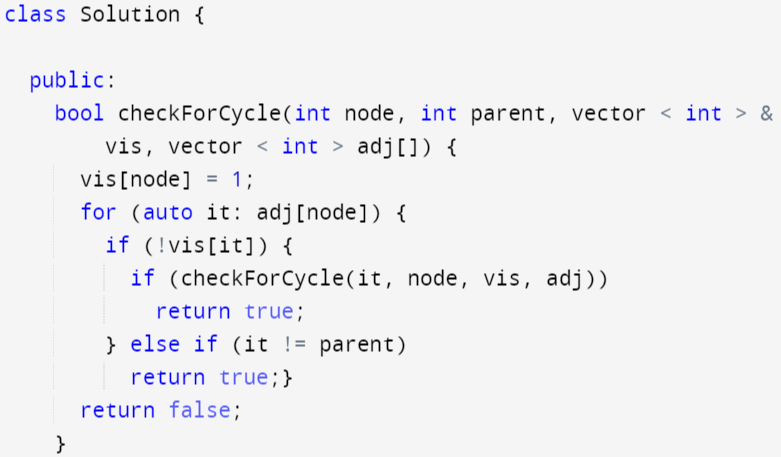 class Solution {
public:
bool checkForCycle(int node, int parent, vector < int > &
vis, vector < int > adj[]) {
vis[node] = 1;
for (auto it: adj[node]) {
if (!vis[it]) {
if (checkForCycle(it, node, vis, adj))
return true;
} else if (it != parent)
return true;}
return false;
}